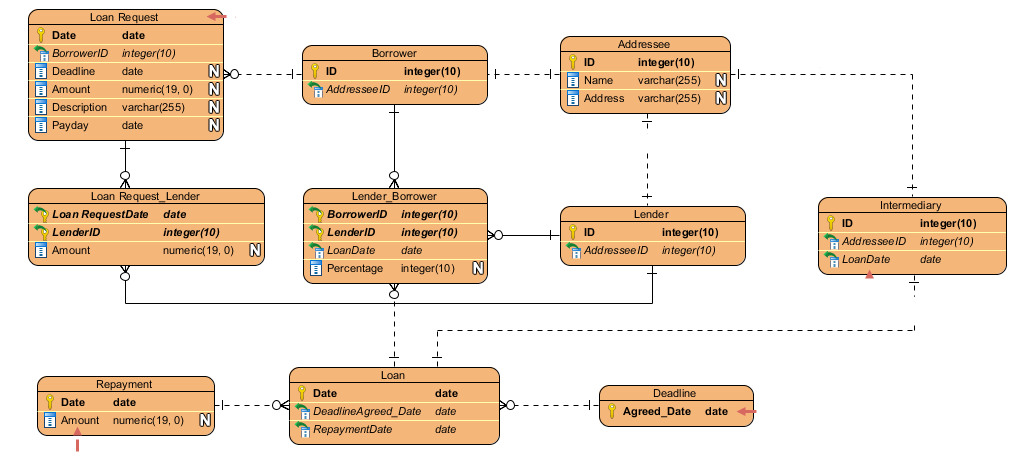 Loan Request
Date date
BorrowerID integer(10)
Deadline date N
Amount numeric(19, 0) N
Description varchar(255) N
Payday date N
Borrower
ID integer(10)
AddresseeID integer(10)
Addressee
ID integer(10)
Name varchar(255) N
Address varchar(255) N
Loan Request_Lender
Loan RequestDate date
LenderID integer(10)
Amount numeric(19, 0) N
Lender_Borrower
BorrowerID integer(10)
LenderID integer(10)
LoanDate date
Percentage integer(10) N
Lender
ID integer(10)
AddresseeID integer(10)
Intermediary
ID integer(10)
AddresseeID integer(10)
LoanDate date
Repayment
Date date
Amount numeric(19, 0) N
Loan
Date date
DeadlineAgreed_Date date
RepaymentDate date
Deadline
Agreed_Date date